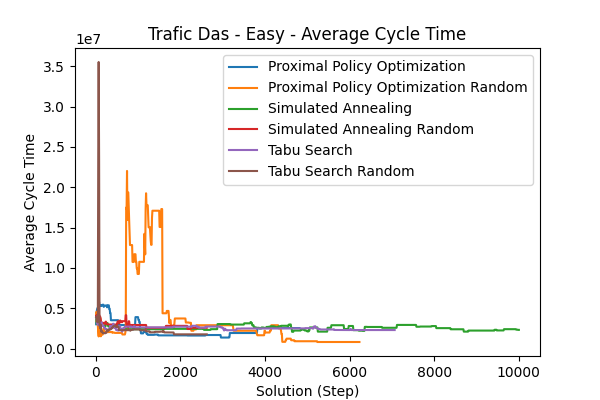 Trafic Das - Easy - Average Cycle Time
1e7
Proximal Policy Optimization
Proximal Policy Optimization Random
Simulated Annealing
Simulated Annealing Random
Tabu Search
Tabu Search Random
3.5
3.0
2.5
2.0
1.5
1.0
0.5
0.0
Average Cycle Time
0 2000 4000 6000 8000 10000
Solution (Step)